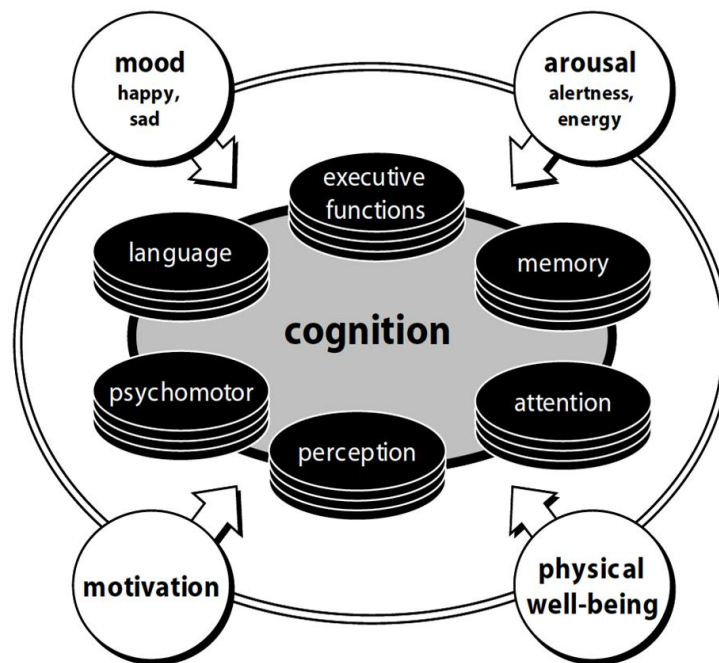 mood
happy,
sad
arousal
alertness,
energy
executive
functions
language
memory
cognition
psychomotor
attention
perception
motivation
physical
well-being